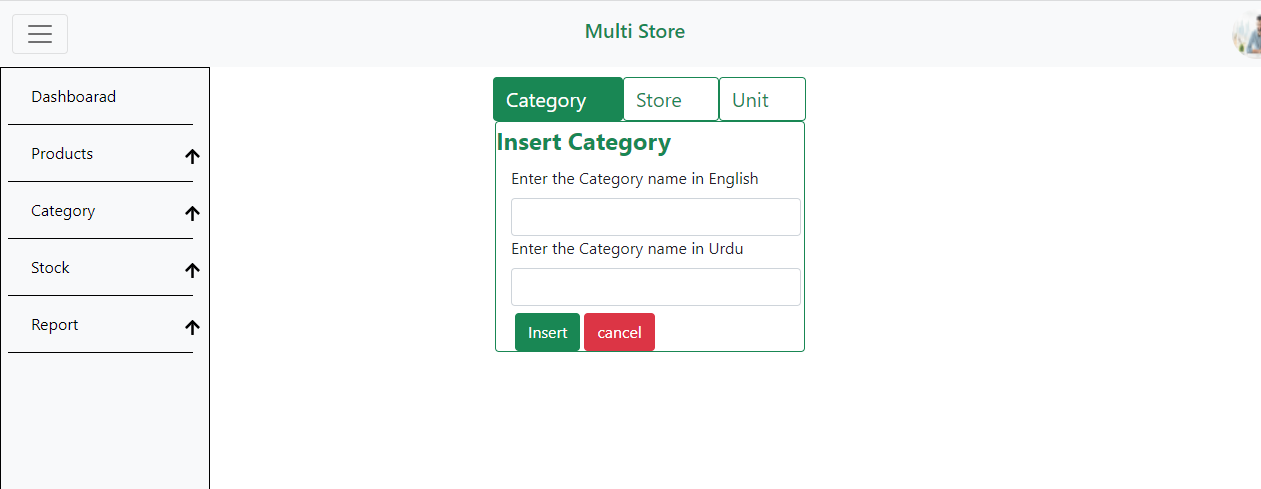 Multi Store
Dashboarad
Products
Category
Stock
Report
Category Store Unit
Insert Category
Enter the Category name in English
Enter the Category name in Urdu
Insert cancel